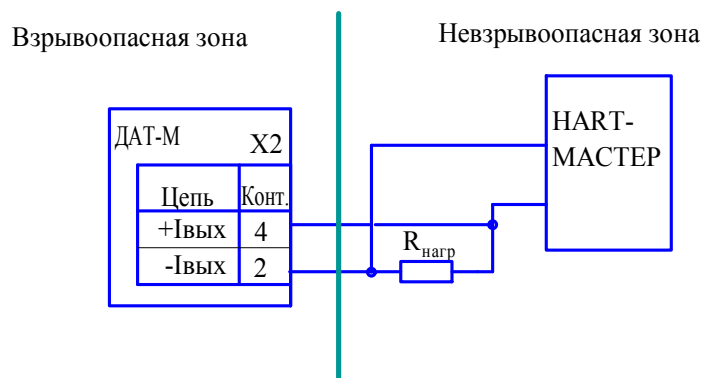 Взрывоопасная зона
Невзрывоопасная зона
ДАТ-М
X2
Цепь Конт.
+Iвых 4
-Iвых 2
Rнагр
HART-
МАСТЕР